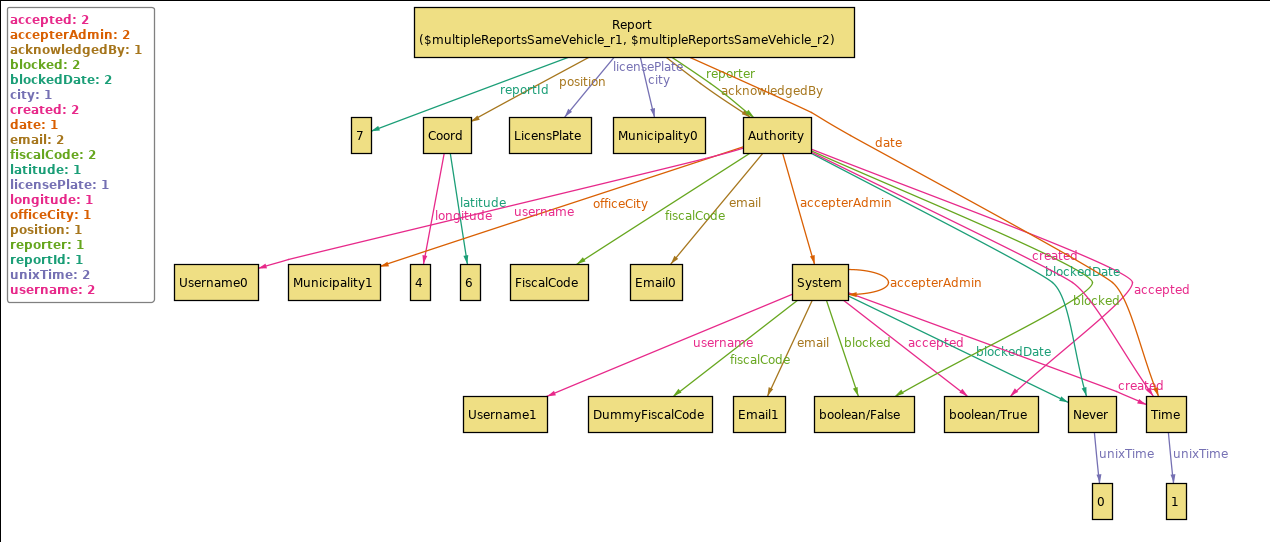 accepted: 2
accepterAdmin: 2
acknowledgedBy: 1
blocked: 2
blockedDate: 2
city: 1
created: 2
date: 1
email: 2
fiscalCode: 2
latitude: 1
licensePlate: 1
longitude: 1
officeCity: 1
position: 1
reporter: 1
reportId: 1
unixTime: 2
username: 2
Report
($multipleReportsSameVehicle_r1, $multipleReportsSameVehicle_r2)
reportId
position
licensePlate
city
reporter
acknowledgedBy
date
7
Coord
LicensPlate
Municipality0
Authority
longitude
latitude
username
officeCity
fiscalCode
email
accepterAdmin
created
blockedDate
blocked
accepted
Username0
Municipality1
4
6
FiscalCode
Email0
System
accepterAdmin
username
fiscalCode
email
blocked
accepted
blockedDate
created
Username1
DummyFiscalCode
Email1
boolean/False
boolean/True
Never
Time
unixTime
unixTime
0
1